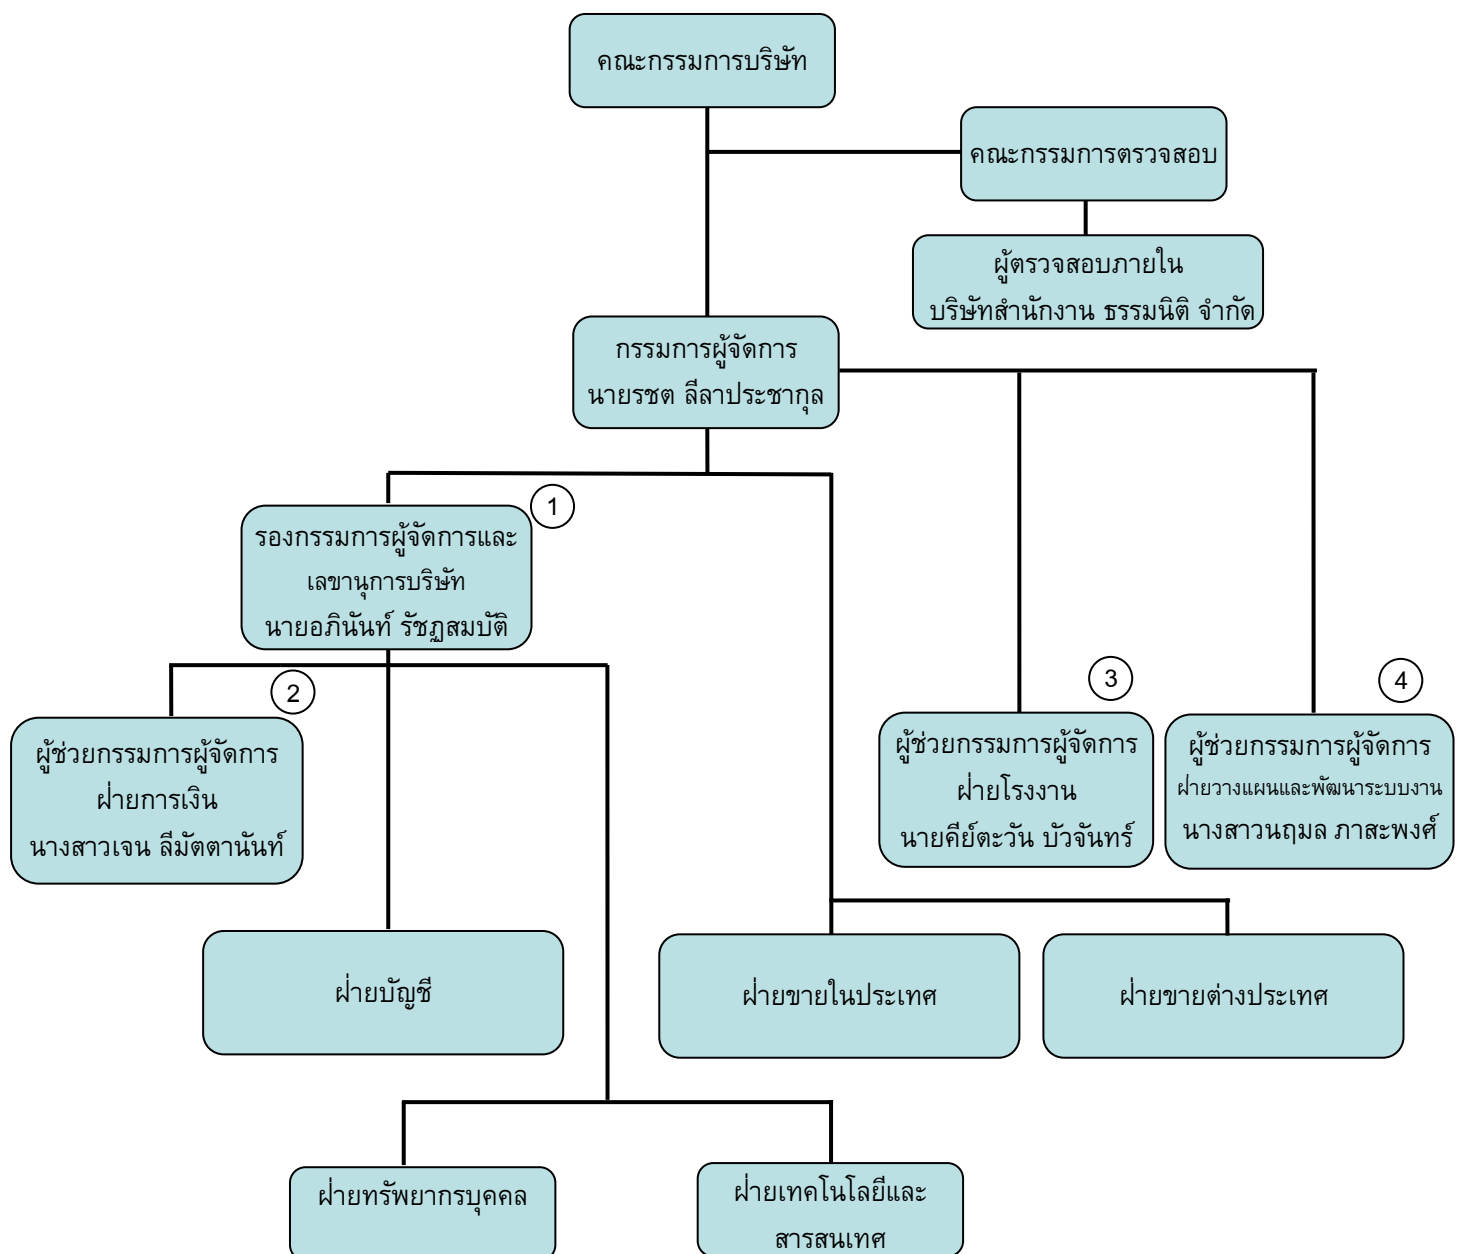 คณะกรรมการบริษัท
คณะกรรมการตรวจสอบ
ผู้ตรวจสอบภายใน
บริษัทสำนักงาน ธรรมนิติ จำกัด
กรรมการผู้จัดการ
นายรชต ลีลาประชากุล
1
รองกรรมการผู้จัดการและ
เลขานุการบริษัท
นายอภินันท์ รัชฏสมบัติ
2
ผู้ช่วยกรรมการผู้จัดการ
ฝ่ายการเงิน
นางสาวเจน ลีมัตตานันท์
3
ผู้ช่วยกรรมการผู้จัดการ
ฝ่ายโรงงาน
นายคีย์ตะวัน บัวจันทร์
4
ผู้ช่วยกรรมการผู้จัดการ
ฝ่ายวางแผนและพัฒนาระบบงาน
นางสาวนฤมล ภาสะพงศ์
ฝ่ายบัญชี
ฝ่ายขายในประเทศ
ฝ่ายขายต่างประเทศ
ฝ่ายทรัพยากรบุคคล
ฝ่ายเทคโนโลยีและ
สารสนเทศ